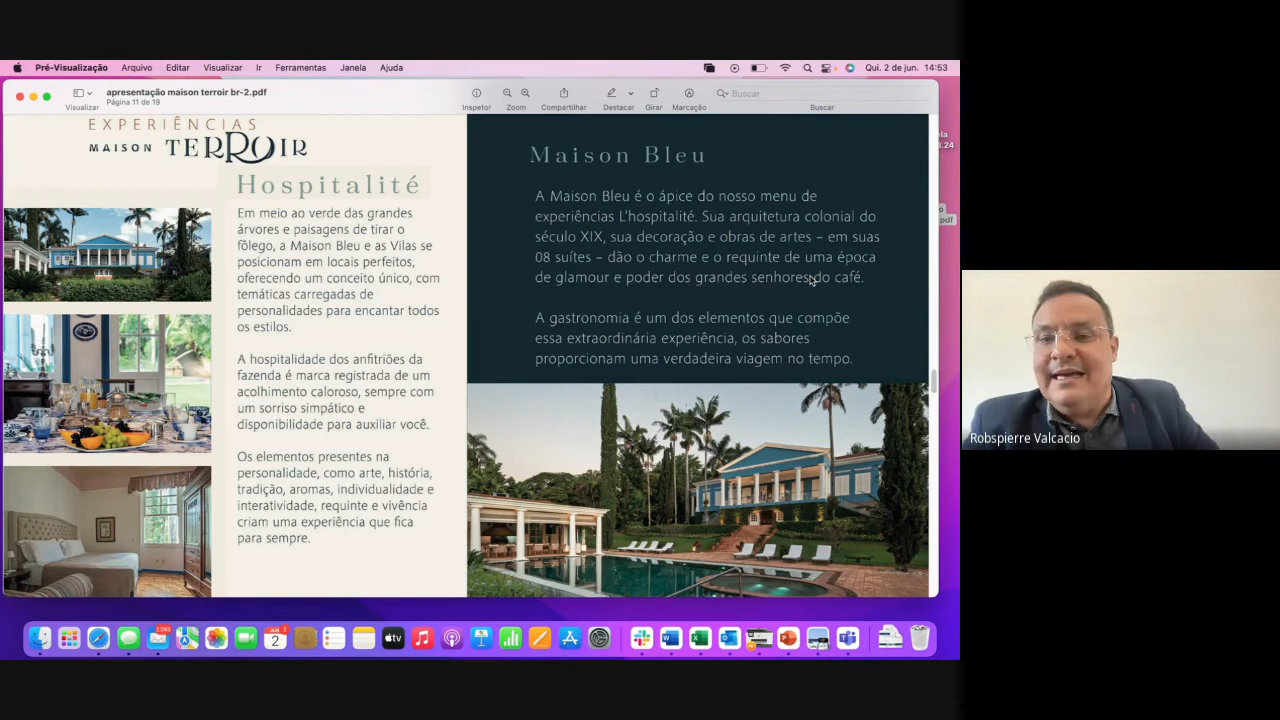 Pré-Visualização Arquivo Editar Visualizar Ir Ferramentas Janela Ajuda
Qui. 2 de jun. 14:53
apresentação maison terroir br-2.pdf
Página 11 de 19
Visualizar
Inspetor Zoom Compartilhar Destacar Girar Marcação
Buscar
Buscar
EXPERIÊNCIAS
MAISON TERROIR
Hospitalité
Em meio ao verde das grandes
árvores e paisagens de tirar o
fôlego, a Maison Bleu e as Vilas se
posicionam em locais perfeitos,
oferecendo um conceito único, com
temáticas carregadas de
personalidades para encantar todos
os estilos.
A hospitalidade dos anfitriões da
fazenda é marca registrada de um
acolhimento caloroso, sempre com
um sorriso simpático e
disponibilidade para auxiliar você.
Os elementos presentes na
personalidade, como arte, história,
tradição, aromas, individualidade e
interatividade, requinte e vivência
criam uma experiência que fica
para sempre.
Maison Bleu
A Maison Bleu é o ápice do nosso menu de
experiências L'hospitalité. Sua arquitetura colonial do
século XIX, sua decoração e obras de artes – em suas
08 suítes – dão o charme e o requinte de uma época
de glamour e poder dos grandes senhores do café.
A gastronomia é um dos elementos que compõe
essa extraordinária experiência, os sabores
proporcionam uma verdadeira viagem no tempo.
Robspierre Valcacio